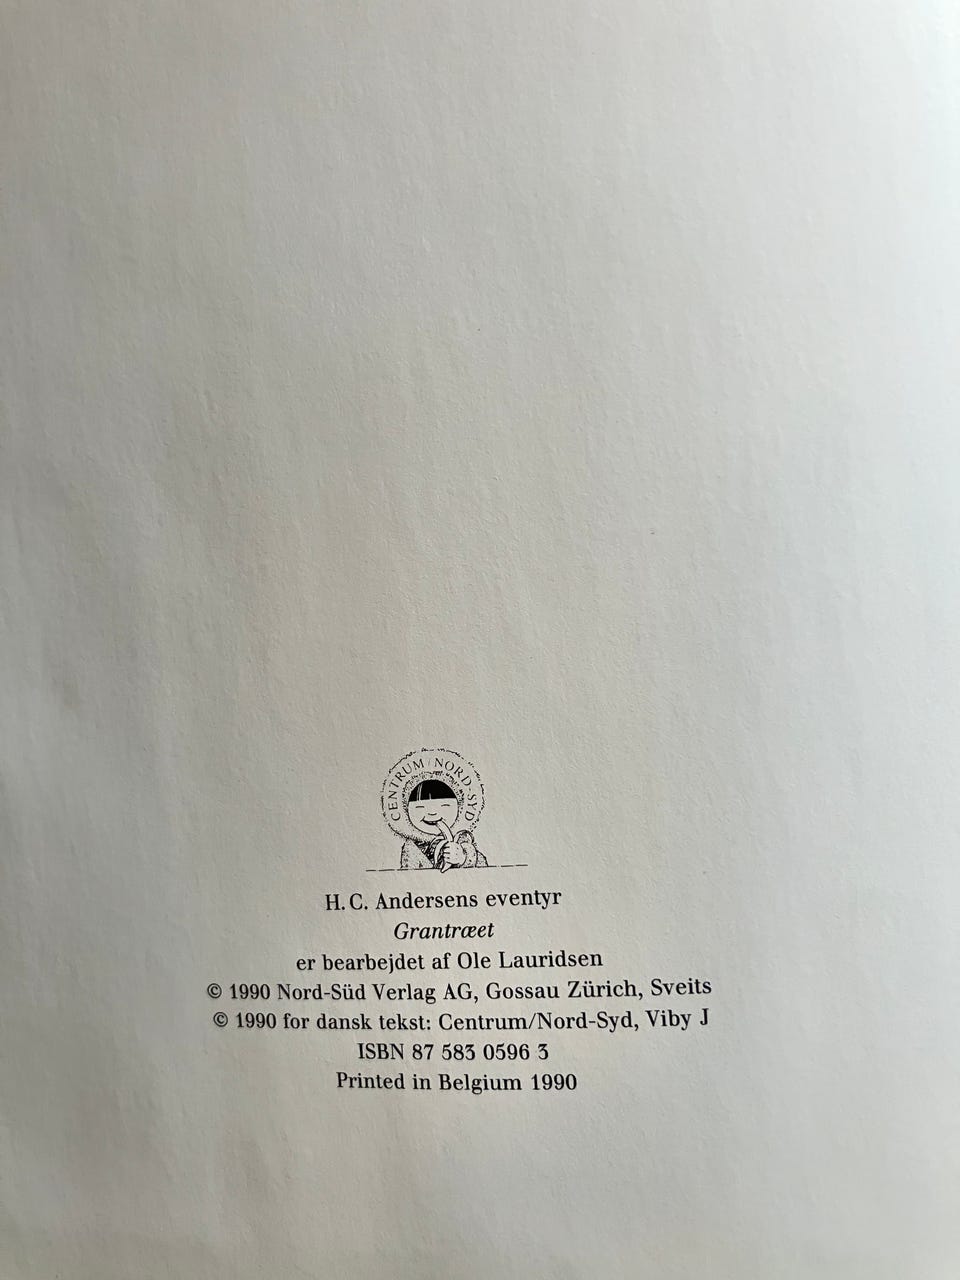 CENTRUM/NORD-SYD
H.C. Andersens eventyr
Grantræet
er bearbejdet af Ole Lauridsen
© 1990 Nord-Süd Verlag AG, Gossau Zürich, Sveits
© 1990 for dansk tekst: Centrum/Nord-Syd, Viby J
ISBN 87 583 0596 3
Printed in Belgium 1990